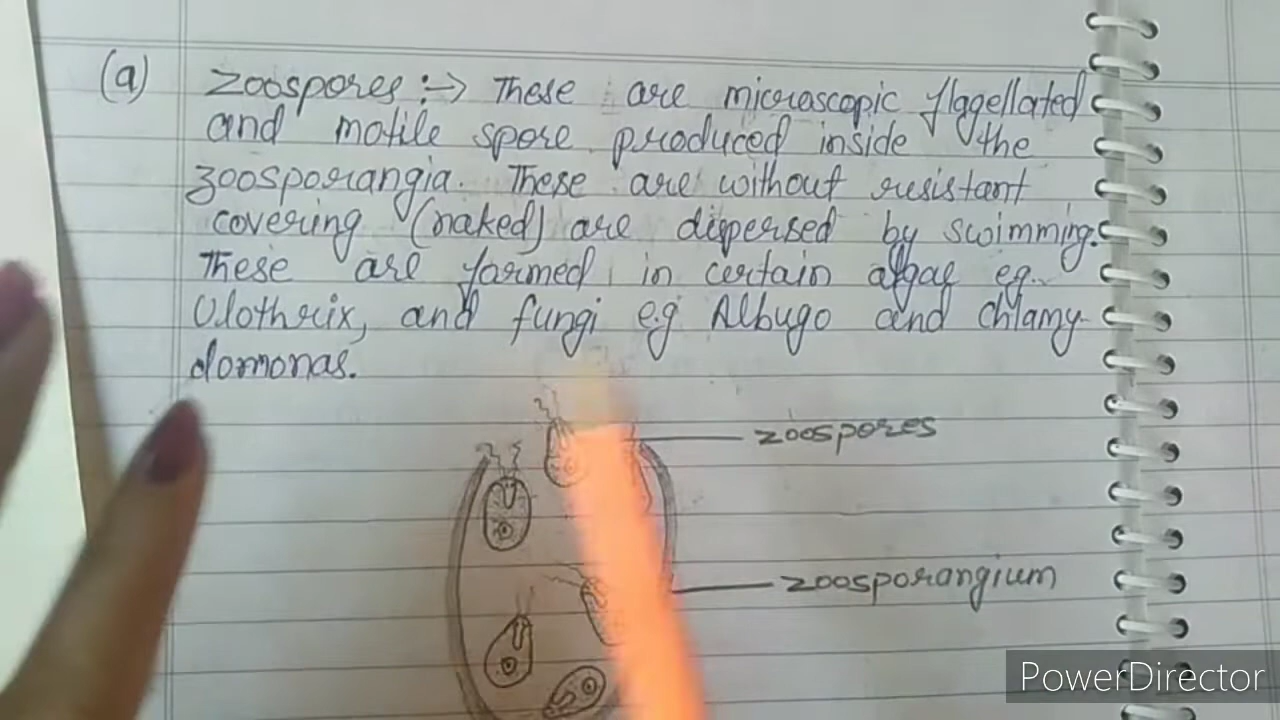 (a) zoospores :→ These are microscopic flagellated
and motile spore produced inside the
zoosporangia. These are without resistant
covering (naked) are dispersed by swimming.
These are formed in certain algae eg.
Ulothrix, and fungi e.g Albugo and chlamy-
domonas.
zoospores
zoosporangium
PowerDirector